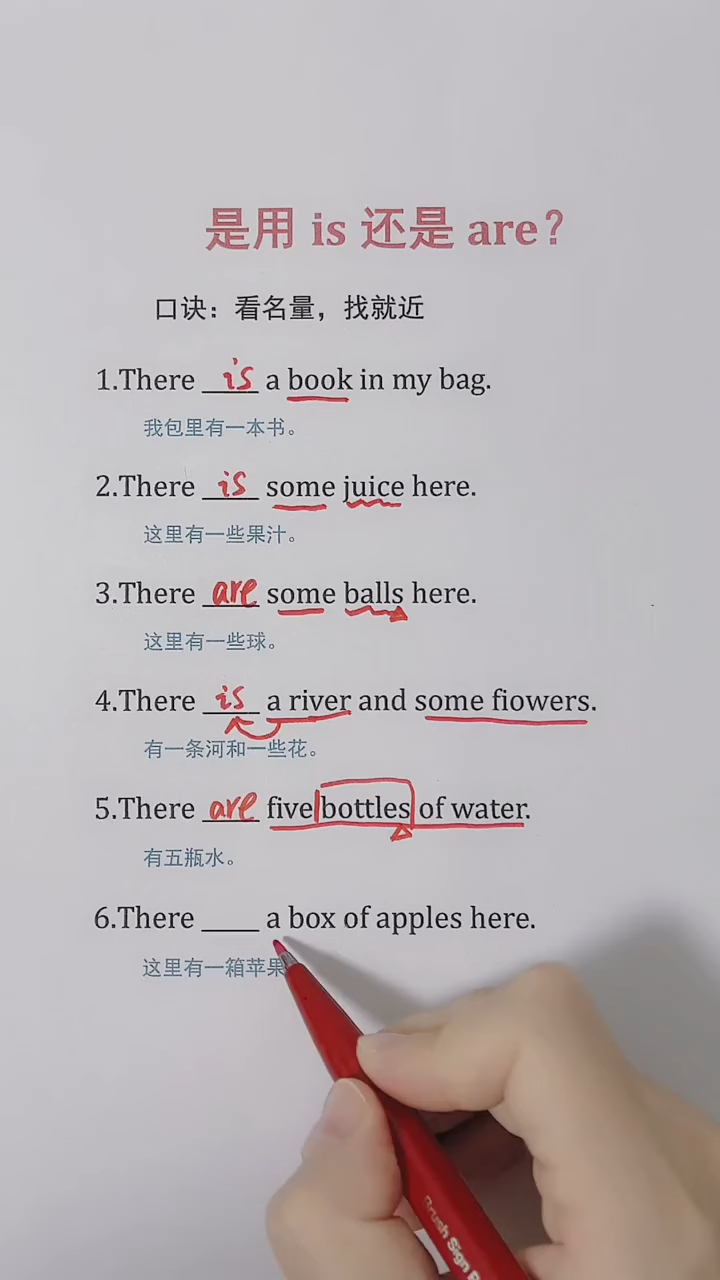 是用 is 还是 are？
口诀：看名量，找就近
1.There is a book in my bag.
我包里有一本书。
2.There is some juice here.
这里有一些果汁。
3.There are some balls here.
这里有一些球。
4.There is a river and some fiowers.
有一条河和一些花。
5.There are five bottles of water.
有五瓶水。
6.There ____ a box of apples here.
这里有一箱苹果
Brush Sign